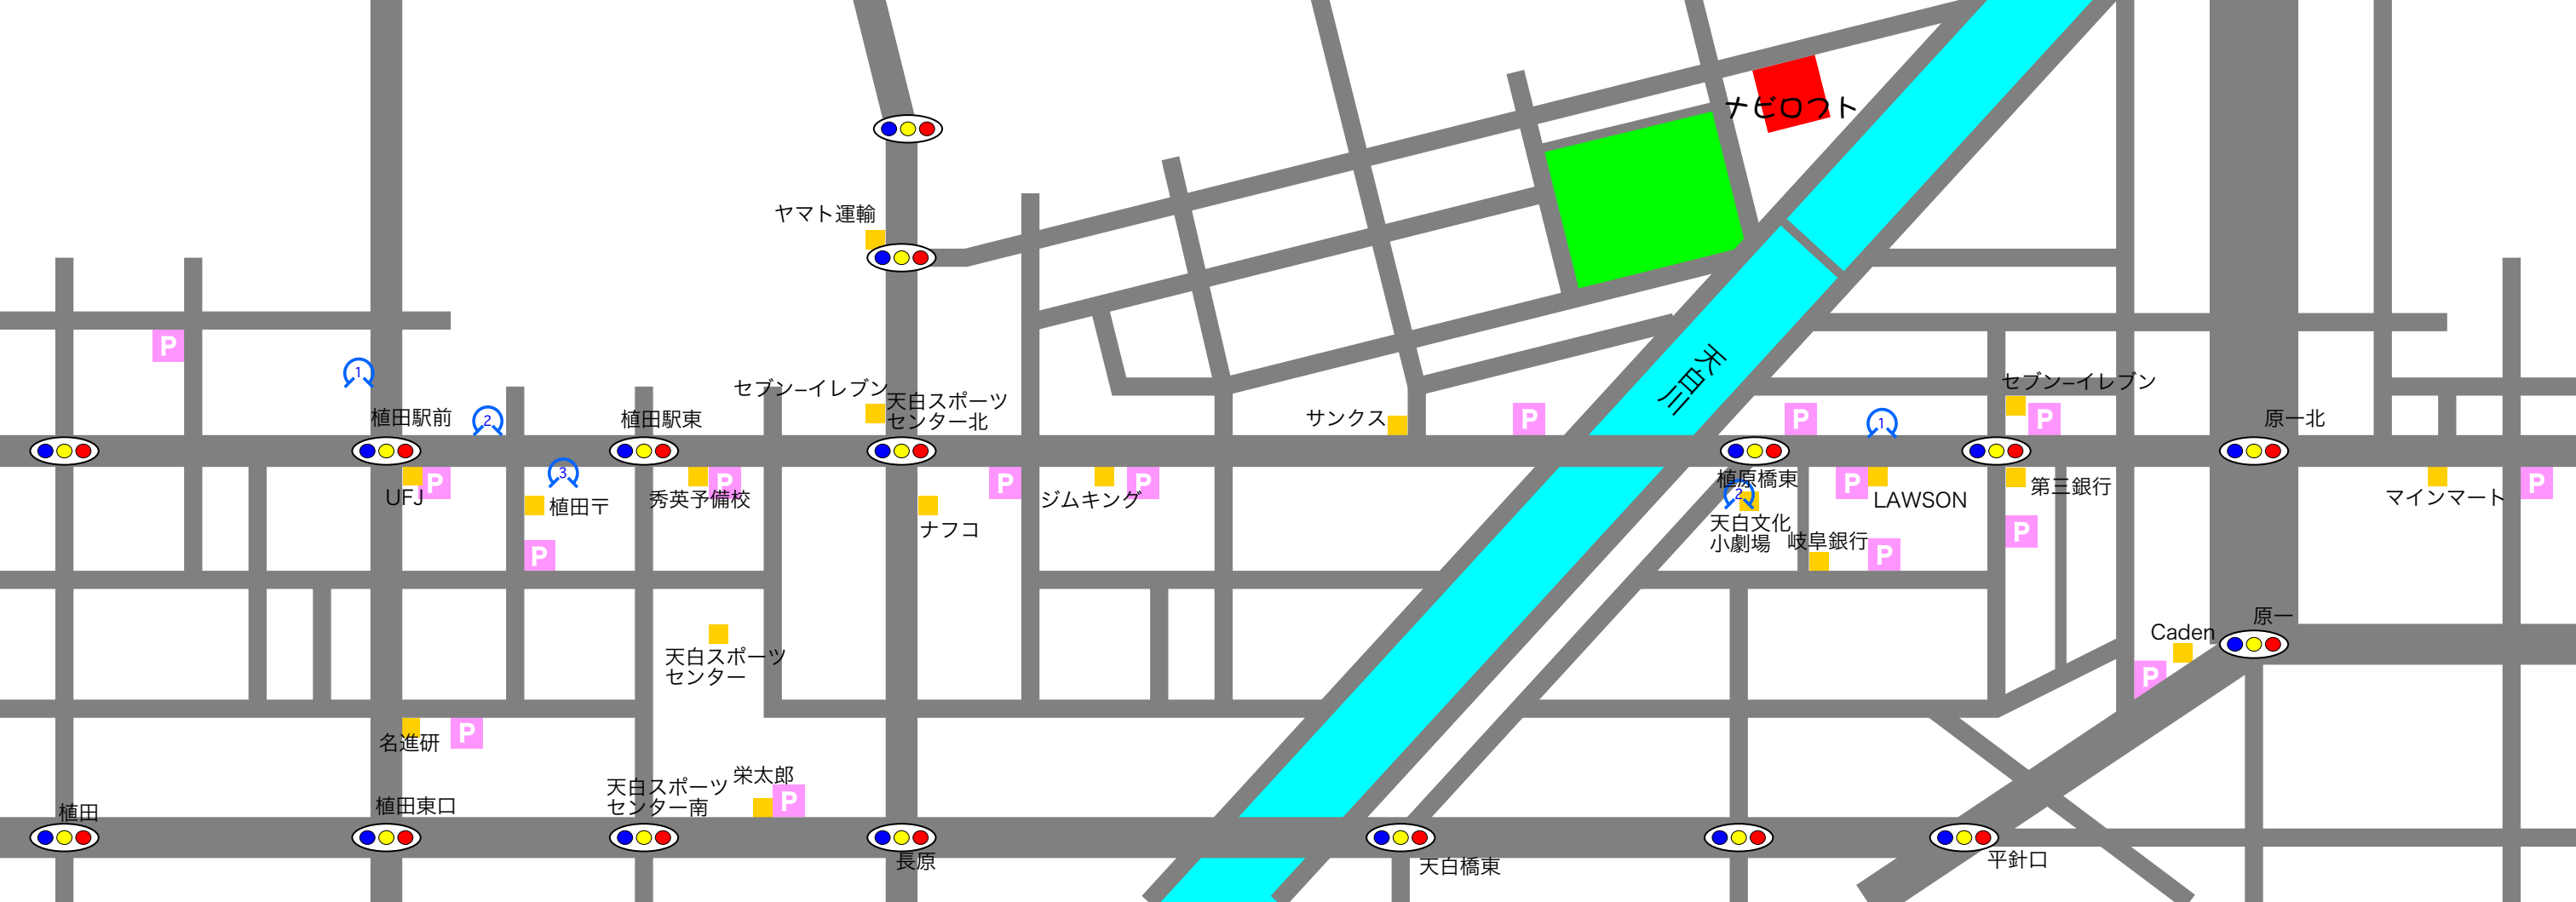 ナビロフト
ヤマト運輸
P
1
天白川
セブン−イレブン
天白スポーツ
センター北
セブン−イレブン
植田駅前
2
植田駅東
サンクス
P
P
1
P
原一北
UFJ
P
3
植田〒
秀英予備校
P
ナフコ
P
ジムキング
P
植原橋東
2
天白文化
小劇場
P
LAWSON
第三銀行
マインマート
P
P
岐阜銀行
P
P
天白スポーツ
センター
Caden
原一
P
名進研
P
植田
植田東口
天白スポーツ
センター南
栄太郎
P
長原
天白橋東
平針口